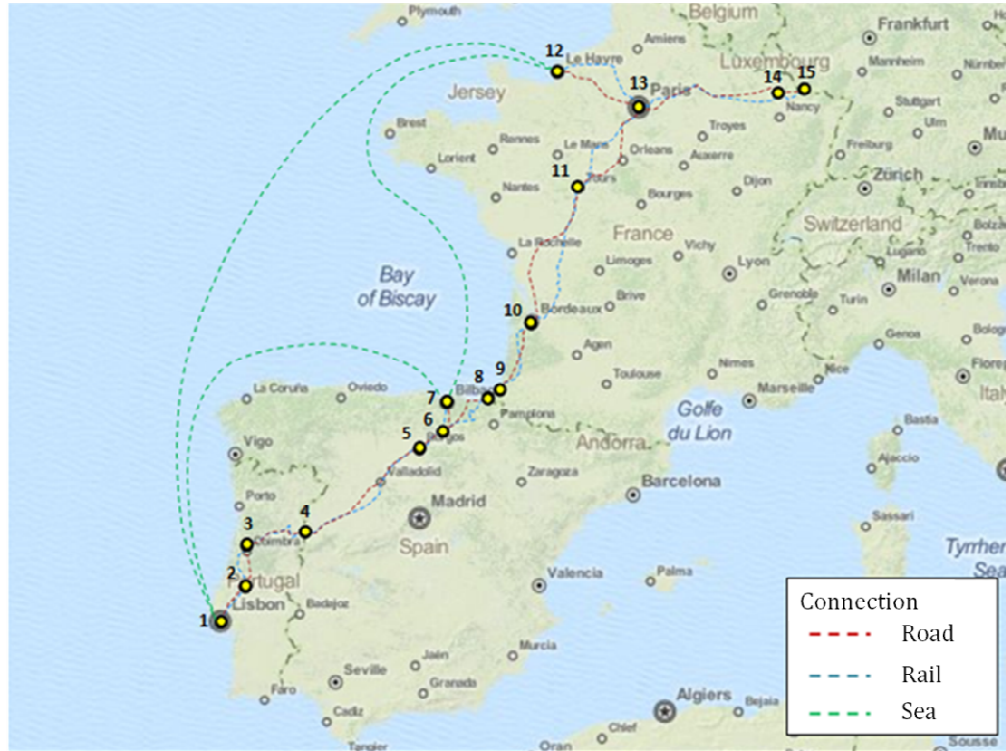 Plymouth
Belgium
Frankfurt
Amiens
12
Le Havre
Luxembourg
Mannheim
13
Paris
14
15
Jersey
Nancy
Stuttgart
Ulm
Brest
Rennes
Le Mans
Troyes
Orleans
Auxerre
Freiburg
Lorient
11
Tours
Zürich
Nantes
Bourges
Dijon
Switzerland
France
La Rochelle
Vichy
Lugano
Trento
Limoges
Lyon
Milan
Bay
of Biscay
Verona
Brive
Grenoble
Turin
10
Bordeaux
Genoa
Agen
Nimes
Nice
Toulouse
9
La Coruña
Oviedo
8
Marseille
7
Pamplona
Golfe
du Lion
6
Burgos
5
Andorra
Bastia
Vigo
Valladolid
Zaragoza
Ajaccio
Barcelona
Porto
Madrid
4
3
Coimbra
Spain
Sassari
2
Portugal
Valencia
Palma
Lisbon
1
Badajoz
Connection
Road
Murcia
Jaén
Seville
Granada
Rail
Faro
Algiers
Bejaia
Sea
Cadiz
Chlef
Tangier
Oran
Sousse